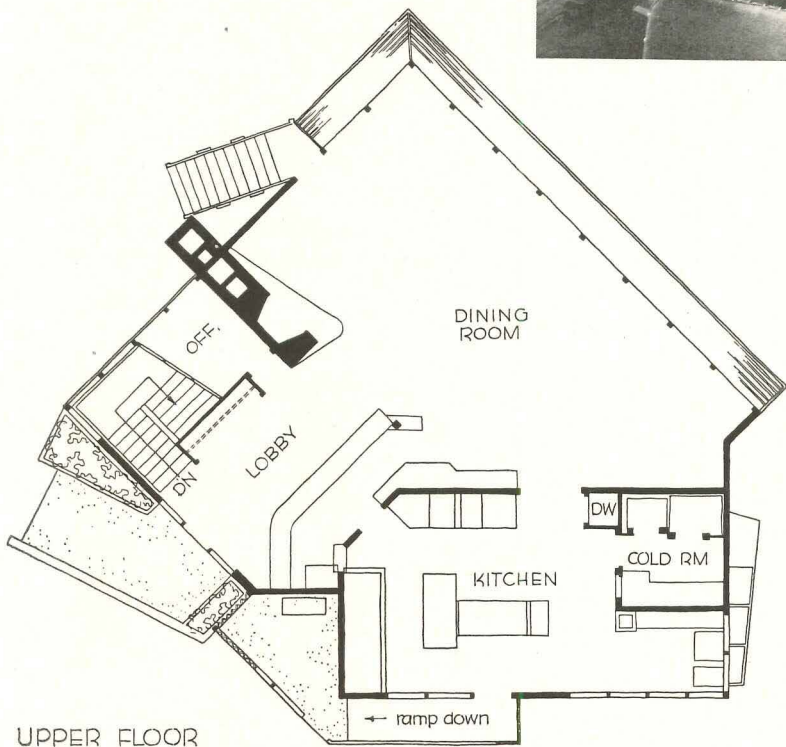 DINING
ROOM
OFF.
LOBBY
DN
DW
COLD RM
KITCHEN
← ramp down
UPPER FLOOR